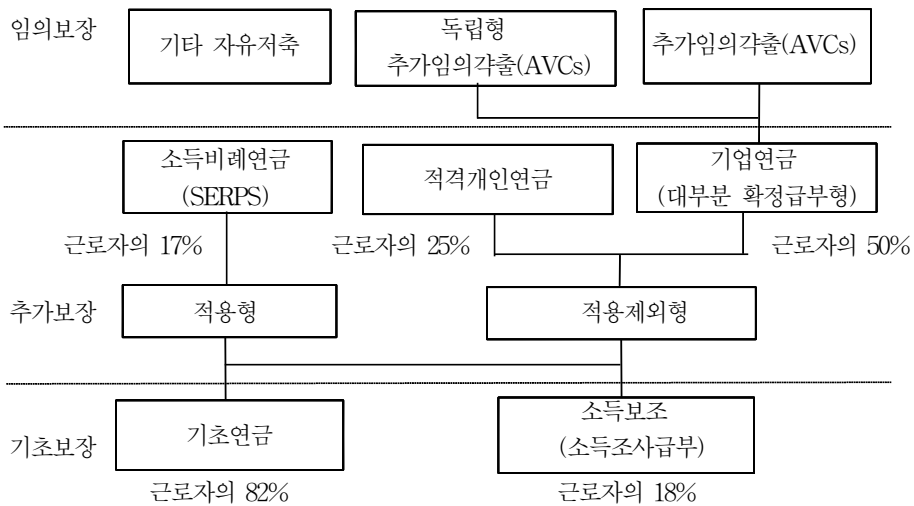 임의보장
기타 자유저축
독립형
추가임의갹출(AVCs)
추가임의갹출(AVCs)
소득비례연금
(SERPS)
적격개인연금
기업연금
(대부분 확정급부형)
근로자의 17%
근로자의 25%
근로자의 50%
추가보장
적용형
적용제외형
기초보장
기초연금
소득보조
(소득조사급부)
근로자의 82%
근로자의 18%